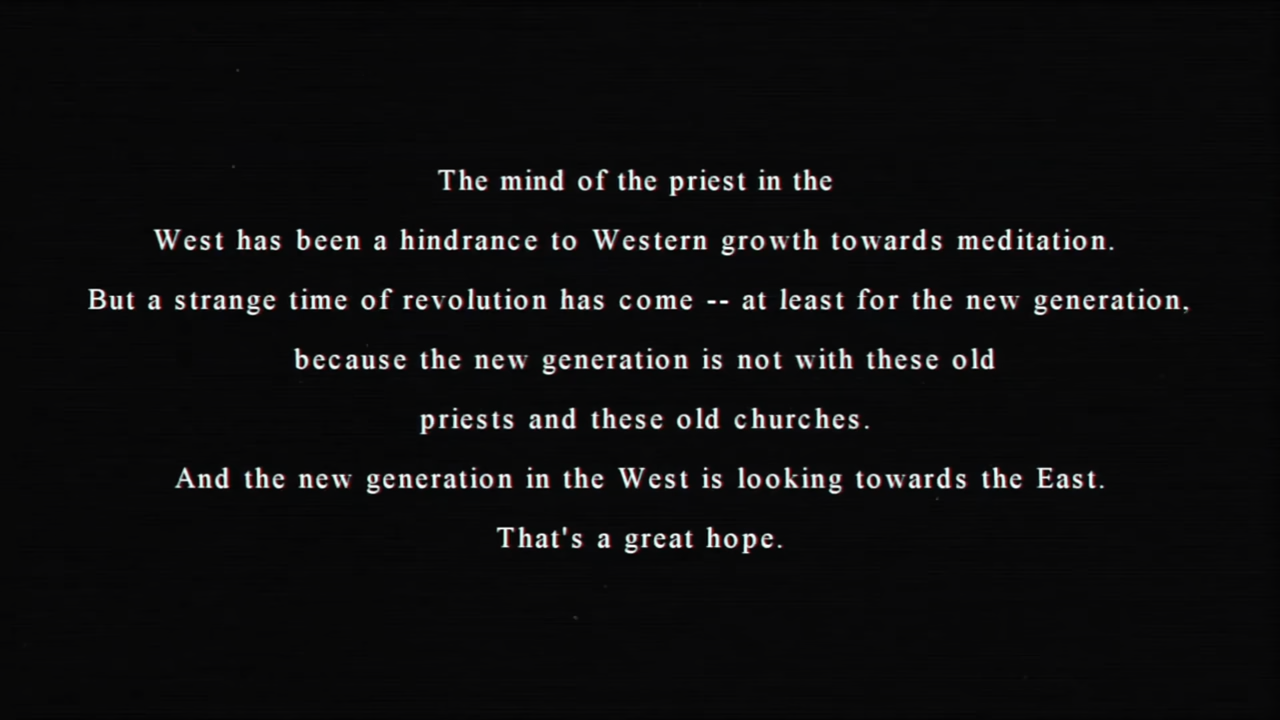 The mind of the priest in the
West has been a hindrance to Western growth towards meditation.
But a strange time of revolution has come -- at least for the new generation,
because the new generation is not with these old
priests and these old churches.
And the new generation in the West is looking towards the East.
That's a great hope.